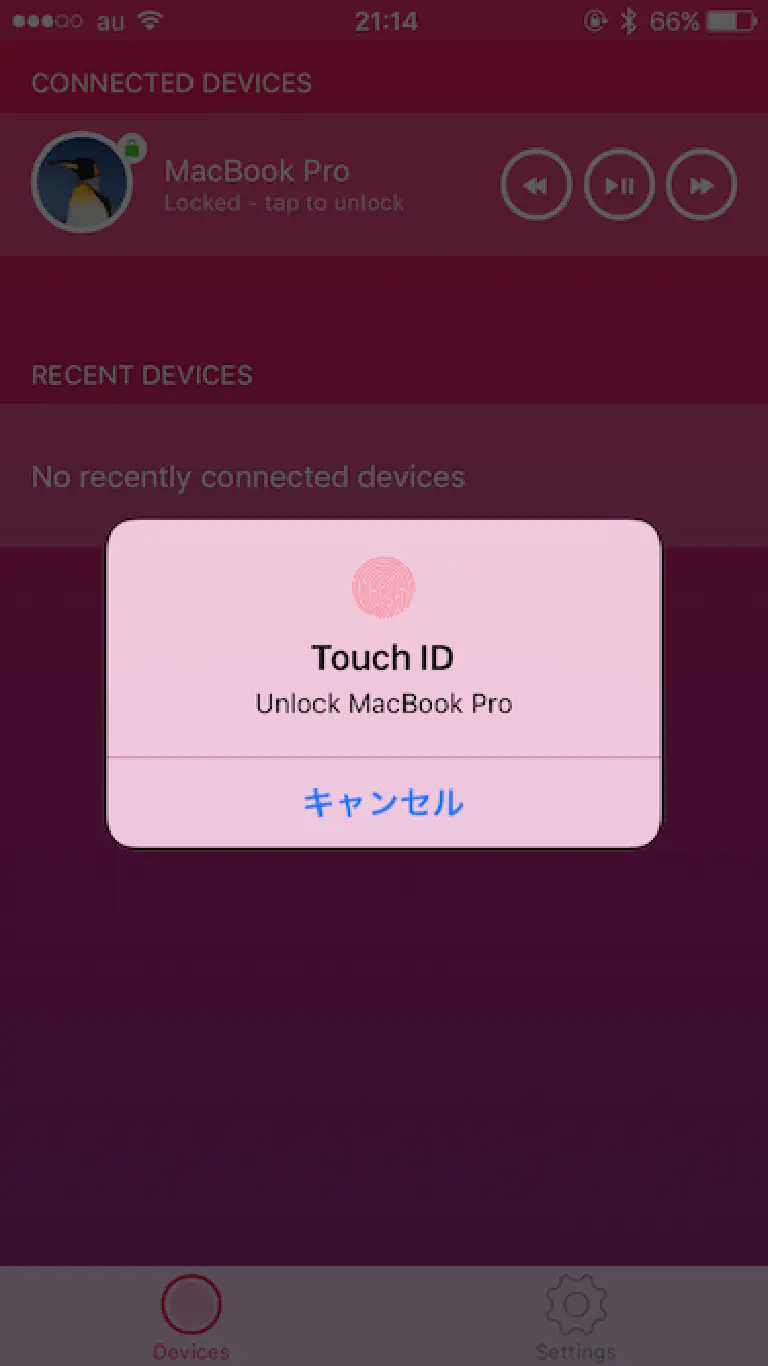 au 21:14 66%
CONNECTED DEVICES
MacBook Pro
Locked - tap to unlock
RECENT DEVICES
No recently connected devices
Touch ID
Unlock MacBook Pro
キャンセル
Devices Settings